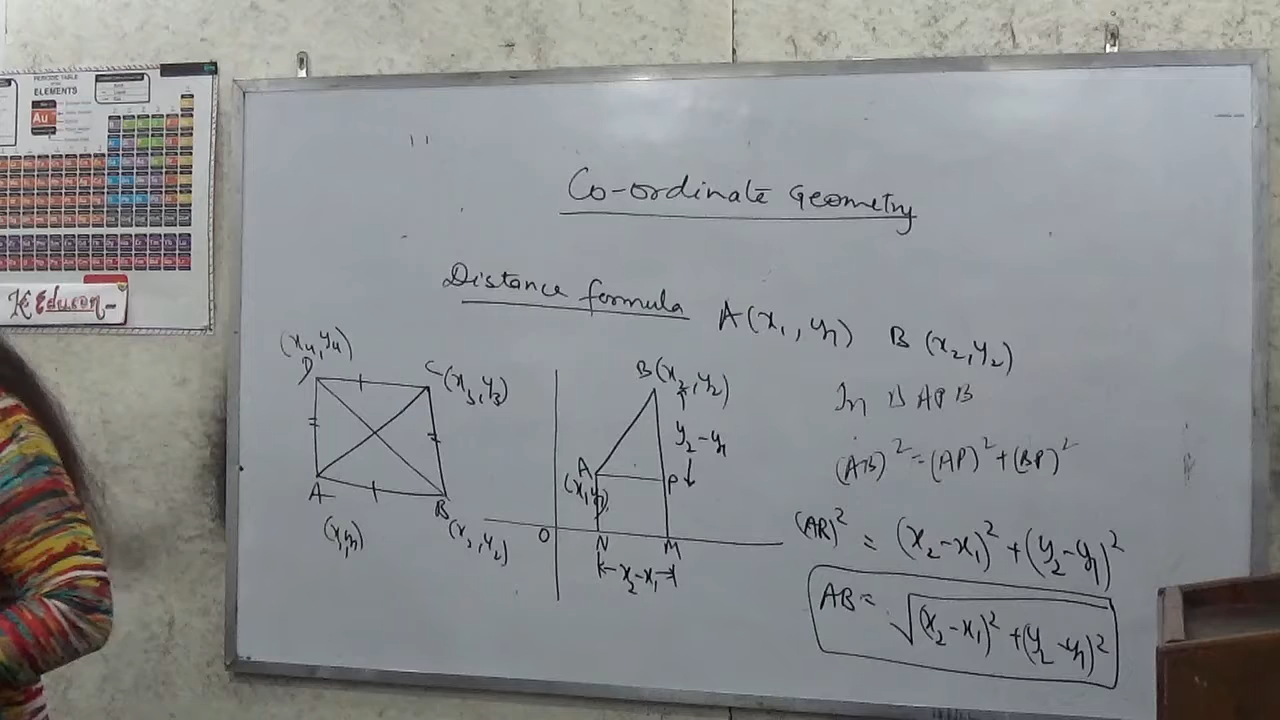 PERIODIC TABLE
ELEMENTS
Au
K Educon
11
Co-ordinate Geometry
Distance formula
A(x₁, y₁) B(x₂, y₂)
(x₄, y₄)
D
C (x₃, y₃)
A
(x₁, y₁)
B
(x₂, y₂)
B(x₂, y₂)
y₂-y₁
A
(x₁, y₁)
P
O
N
M
x₂-x₁
In Δ APB
(AB)² = (AP)² + (BP)²
(AB)² = (x₂-x₁)² + (y₂-y₁)²
AB = √(x₂-x₁)² + (y₂-y₁)²